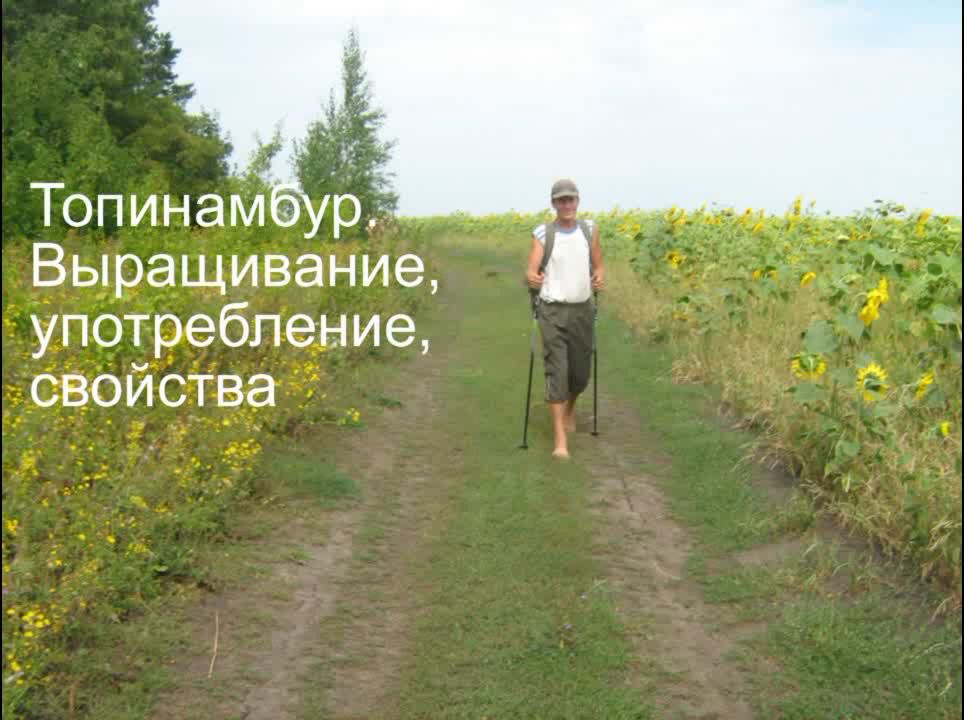 Топинамбур.
Выращивание,
употребление,
свойства